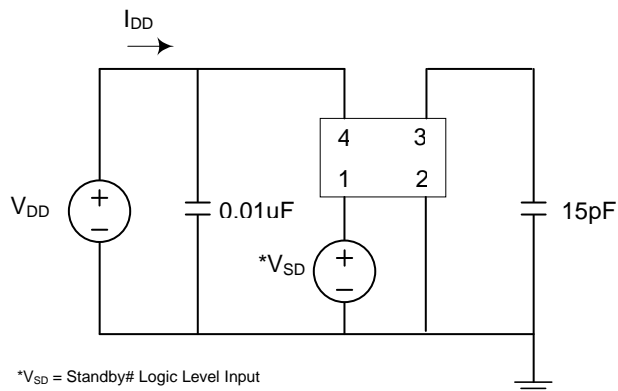 IDD
4 3
1 2
VDD
+
−
0.01uF
*VSD
+
−
15pF
*VSD = Standby# Logic Level Input